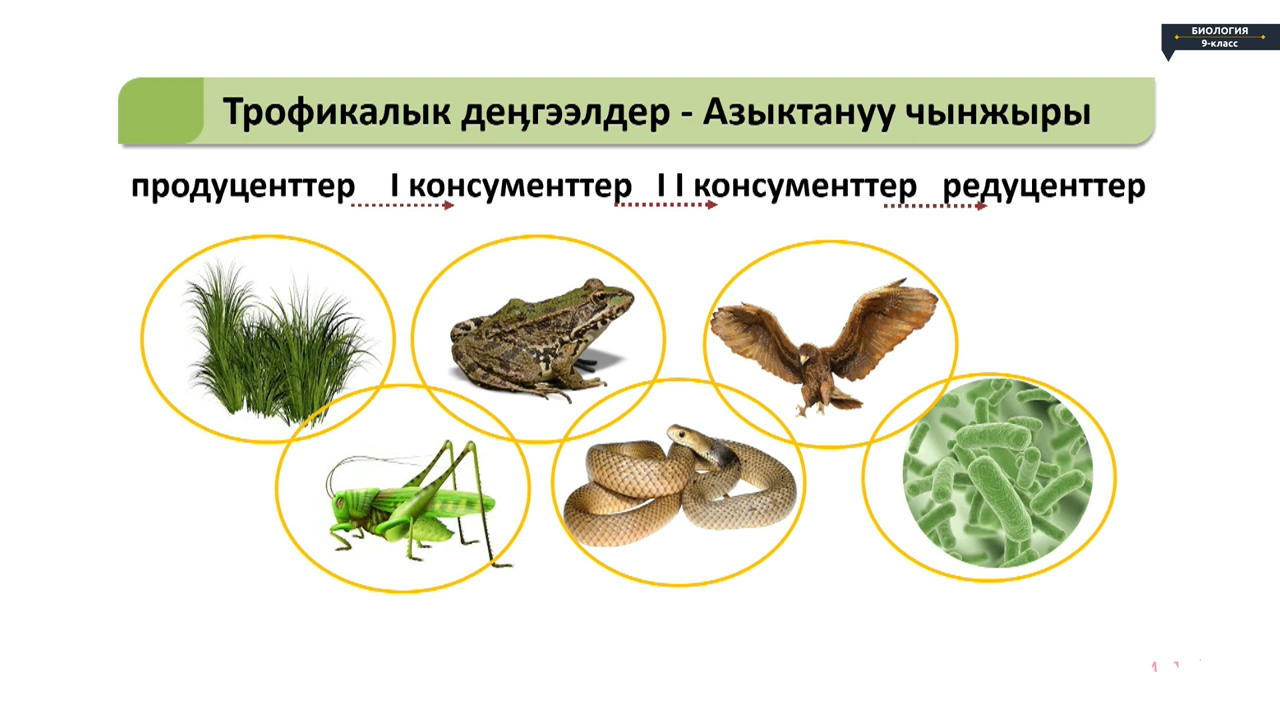 БИОЛОГИЯ
9-класс
Трофикалык деңгээлдер - Азыктануу чынжыры
продуценттер I консументтер I I консументтер редуценттер